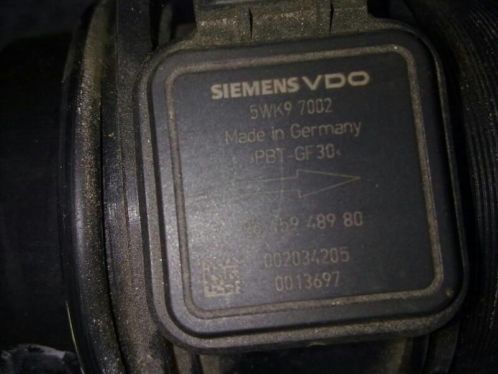 SIEMENS VDO
5WK9 7002
Made in Germany
>PBT-GF30<
489 80
002034205
0013697